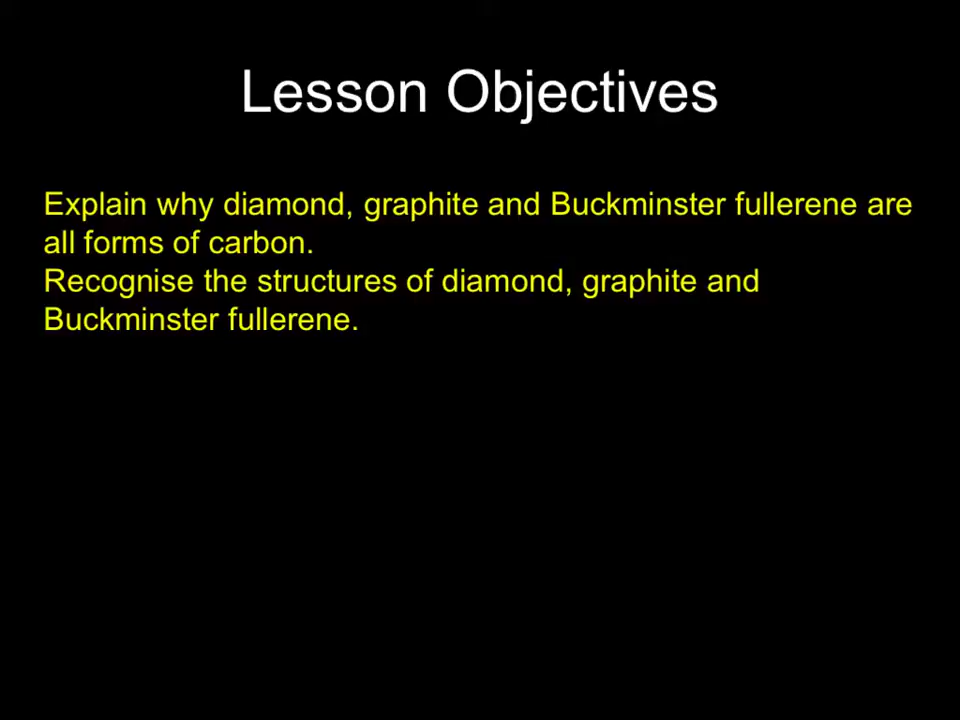 Lesson Objectives
Explain why diamond, graphite and Buckminster fullerene are
all forms of carbon.
Recognise the structures of diamond, graphite and
Buckminster fullerene.